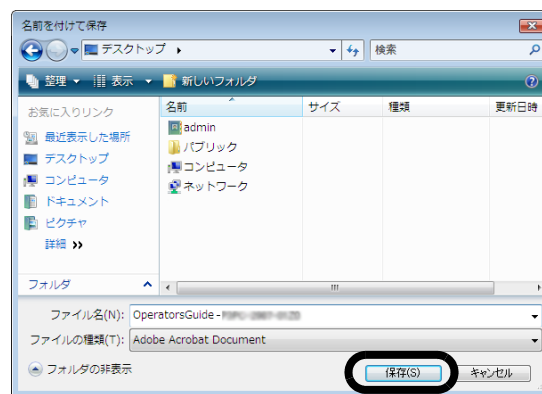 名前を付けて保存
デスクトップ
検索
整理 表示 新しいフォルダ
お気に入りリンク
最近表示した場所
デスクトップ
コンピュータ
ドキュメント
ピクチャ
詳細 »
フォルダ
名前 サイズ 種類 更新日時
admin
パブリック
コンピュータ
ネットワーク
ファイル名(N): OperatorsGuide -
ファイルの種類(T): Adobe Acrobat Document
フォルダの非表示
保存(S) キャンセル